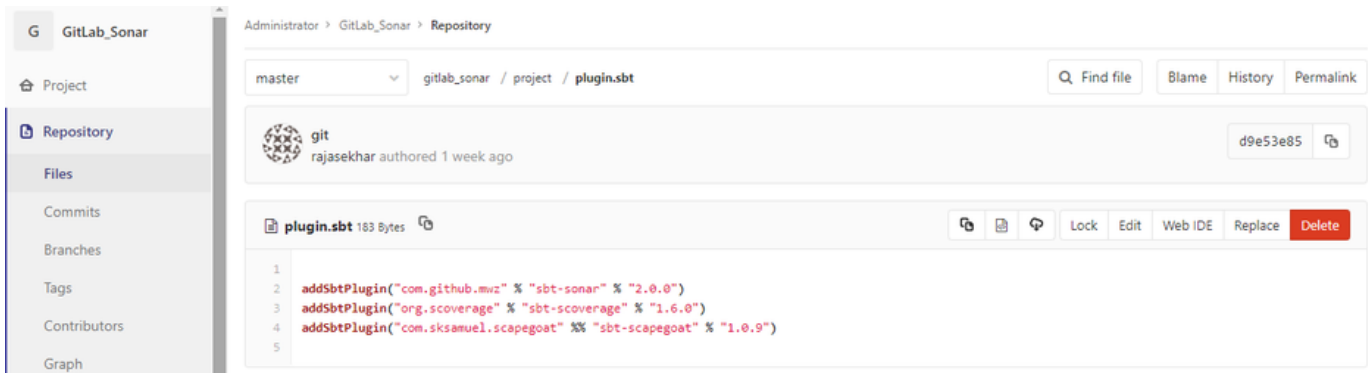 G GitLab_Sonar
Project
Repository
Files
Commits
Branches
Tags
Contributors
Graph
Administrator > GitLab_Sonar > Repository
master gitlab_sonar / project / plugin.sbt Find file Blame History Permalink
git
rajasekhar authored 1 week ago
d9e53e85
plugin.sbt 183 Bytes Lock Edit Web IDE Replace Delete
1
2 addSbtPlugin("com.github.mwz" % "sbt-sonar" % "2.0.0")
3 addSbtPlugin("org.scoverage" % "sbt-scoverage" % "1.6.0")
4 addSbtPlugin("com.sksamuel.scapegoat" %% "sbt-scapegoat" % "1.0.9")
5